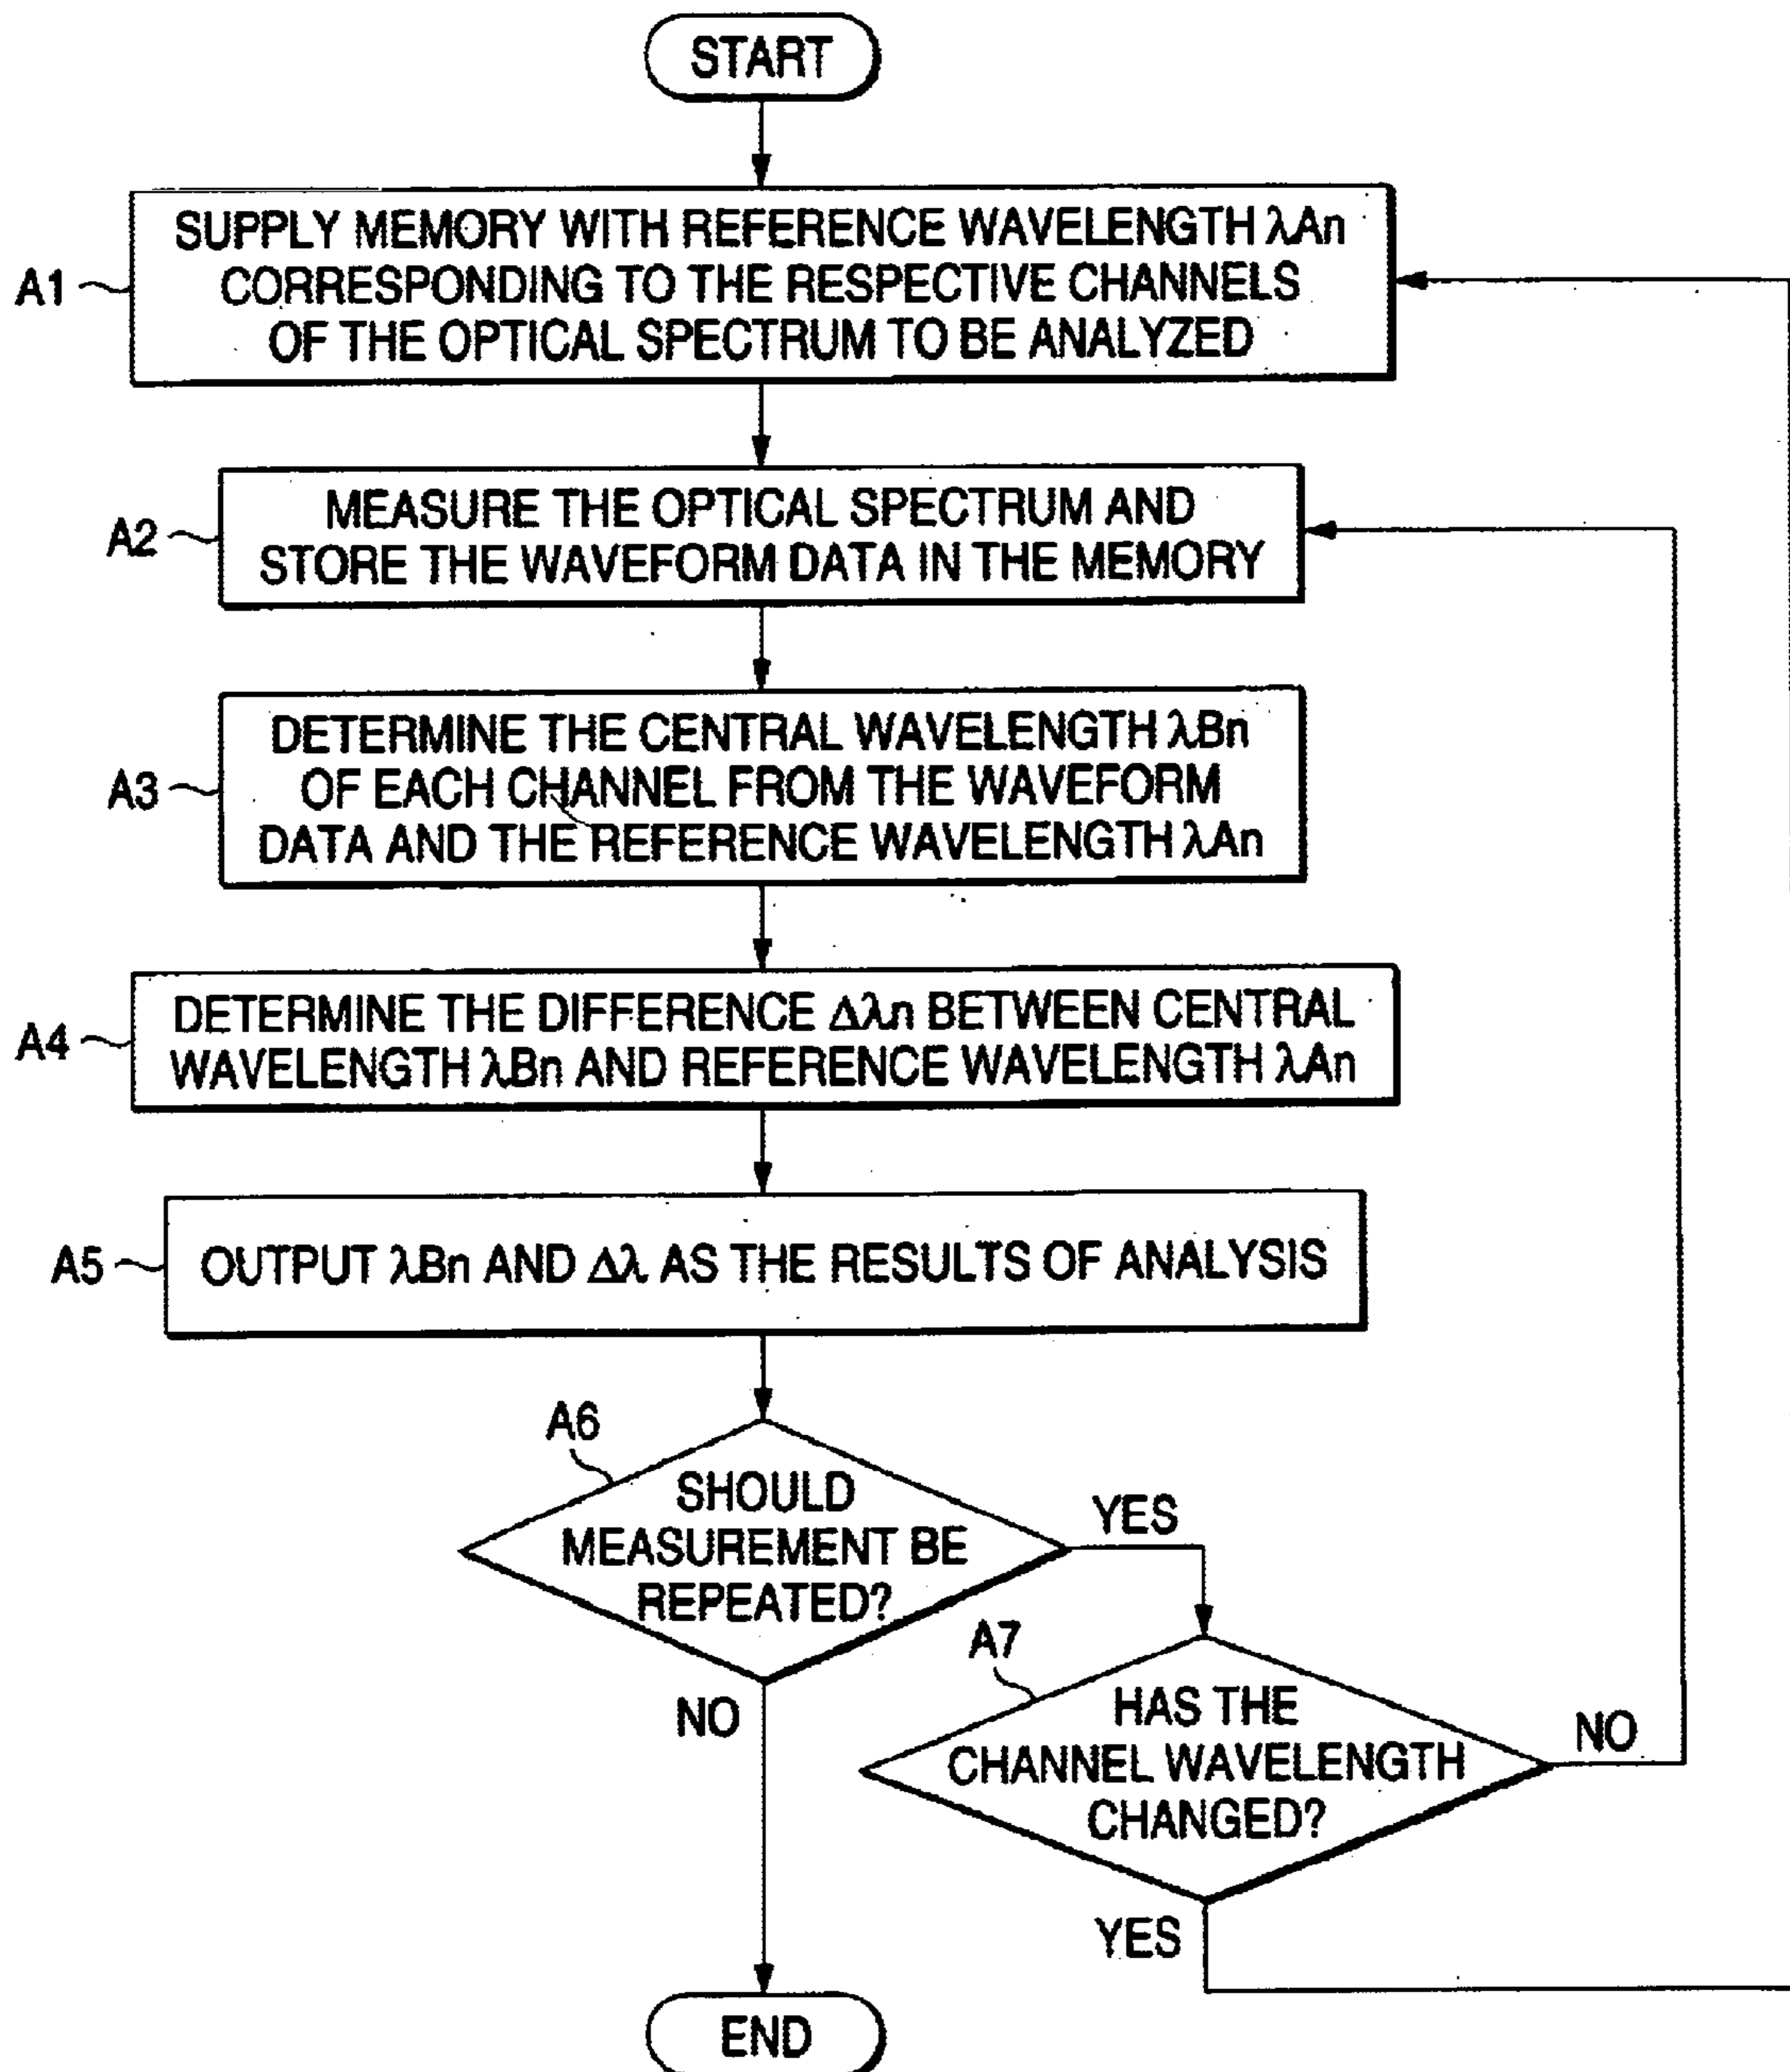 START
A1
SUPPLY MEMORY WITH REFERENCE WAVELENGTH λAn
CORRESPONDING TO THE RESPECTIVE CHANNELS
OF THE OPTICAL SPECTRUM TO BE ANALYZED
A2
MEASURE THE OPTICAL SPECTRUM AND
STORE THE WAVEFORM DATA IN THE MEMORY
A3
DETERMINE THE CENTRAL WAVELENGTH λBn
OF EACH CHANNEL FROM THE WAVEFORM
DATA AND THE REFERENCE WAVELENGTH λAn
A4
DETERMINE THE DIFFERENCE Δλn BETWEEN CENTRAL
WAVELENGTH λBn AND REFERENCE WAVELENGTH λAn
A5
OUTPUT λBn AND Δλ AS THE RESULTS OF ANALYSIS
A6
SHOULD
MEASUREMENT BE
REPEATED?
YES
NO
A7
HAS THE
CHANNEL WAVELENGTH
CHANGED?
NO
YES
END